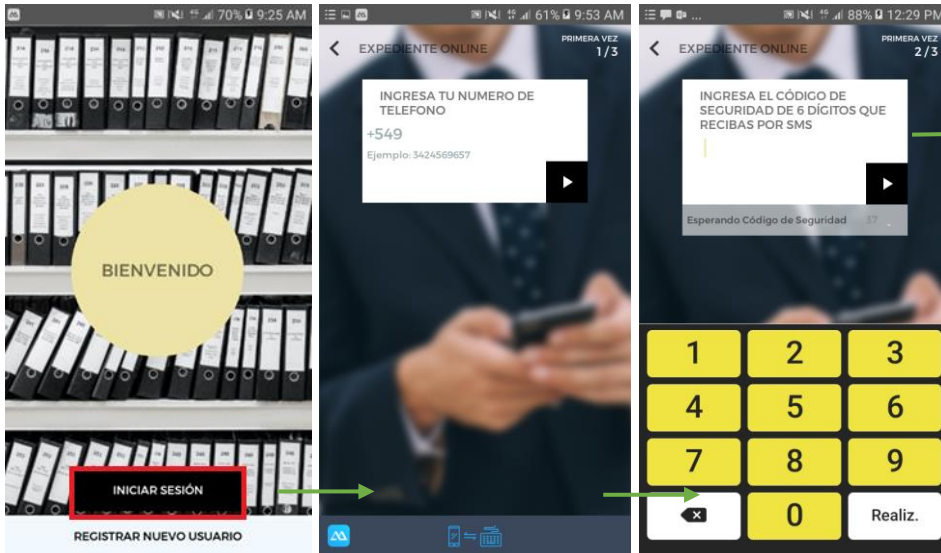 70% 9:25 AM
BIENVENIDO
INICIAR SESIÓN
REGISTRAR NUEVO USUARIO
61% 9:53 AM
EXPEDIENTE ONLINE
PRIMERA VEZ
1/3
INGRESA TU NUMERO DE
TELEFONO
+549
Ejemplo: 3424569657
88% 12:29 PM
EXPEDIENTE ONLINE
PRIMERA VEZ
2/3
INGRESA EL CÓDIGO DE
SEGURIDAD DE 6 DÍGITOS QUE
RECIBAS POR SMS
Esperando Código de Seguridad 37
1 2 3
4 5 6
7 8 9
0 Realiz.